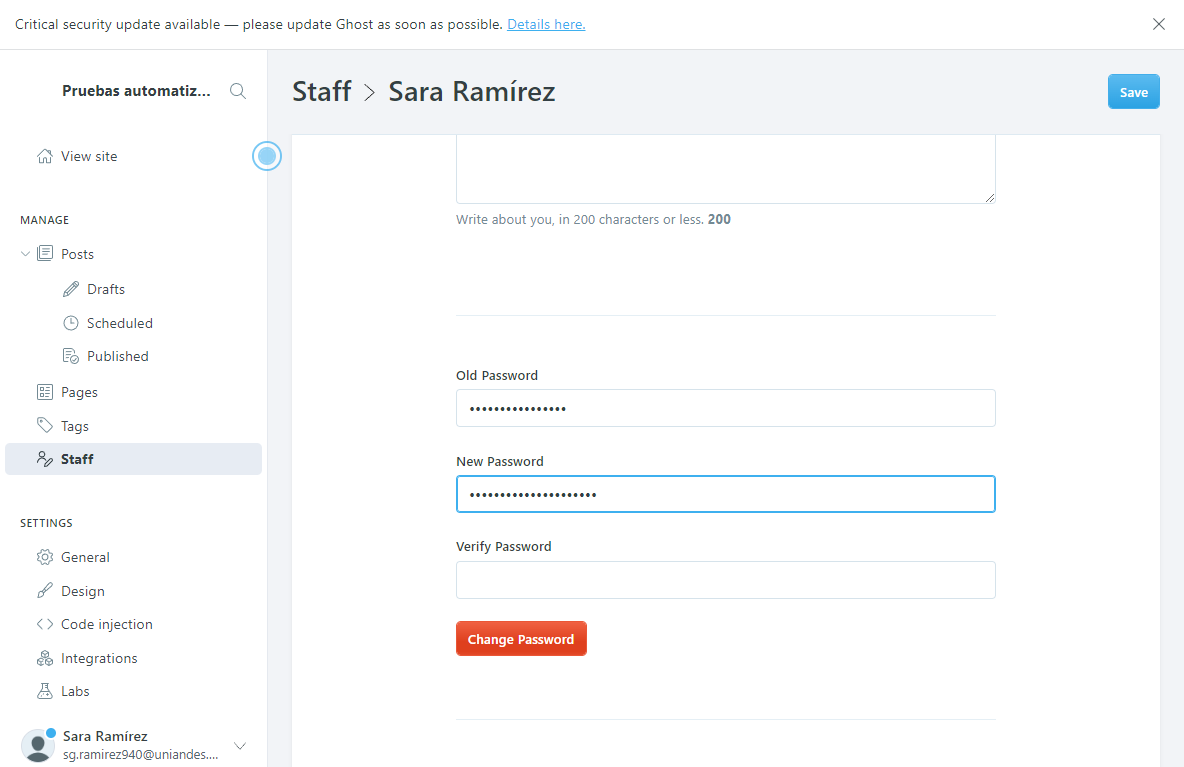 Critical security update available — please update Ghost as soon as possible. Details here.
Pruebas automatiz...
View site
MANAGE
Posts
Drafts
Scheduled
Published
Pages
Tags
Staff
SETTINGS
General
Design
Code injection
Integrations
Labs
Sara Ramírez
sg.ramirez940@uniandes....
Staff > Sara Ramírez
Save
Write about you, in 200 characters or less. 200
Old Password
••••••••••••••••
New Password
•••••••••••••••••••••
Verify Password
Change Password